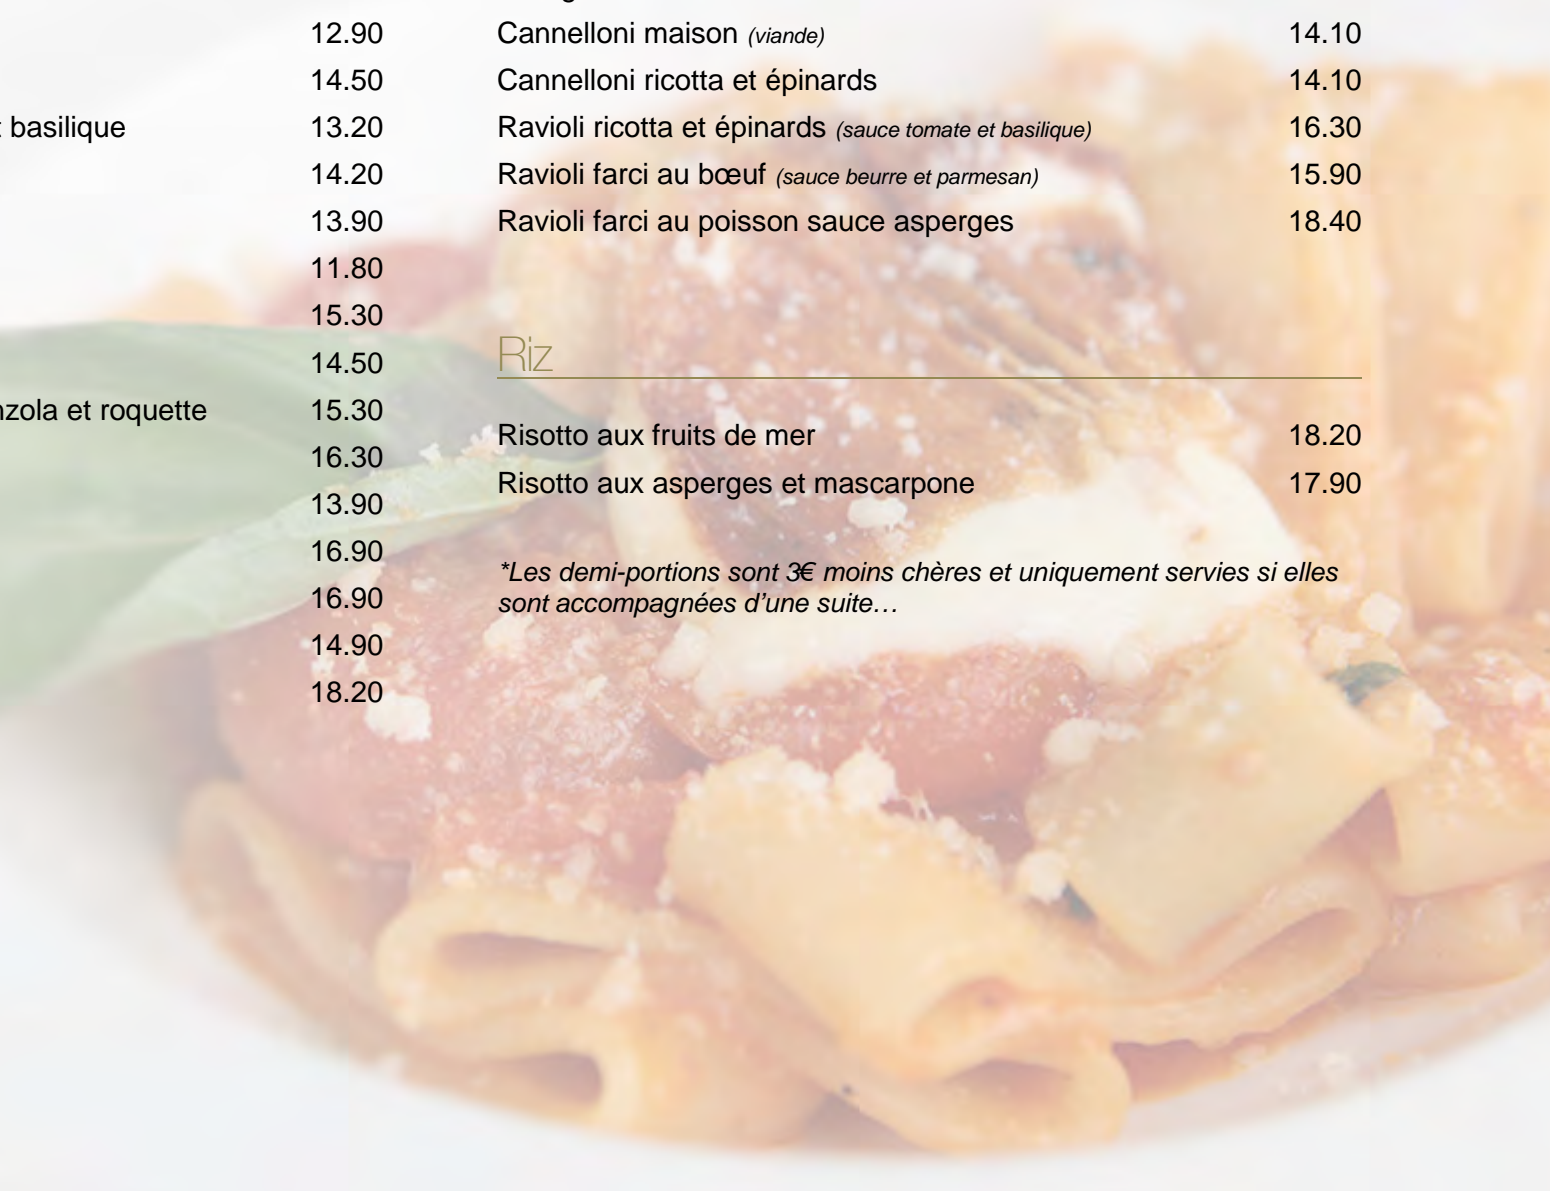 12.90
14.50
basilique 13.20
14.20
13.90
11.80
15.30
14.50
et roquette 15.30
16.30
13.90
16.90
16.90
14.90
18.20
Cannelloni maison (viande) 14.10
Cannelloni ricotta et épinards 14.10
Ravioli ricotta et épinards (sauce tomate et basilique) 16.30
Ravioli farci au bœuf (sauce beurre et parmesan) 15.90
Ravioli farci au poisson sauce asperges 18.40
Riz
Risotto aux fruits de mer 18.20
Risotto aux asperges et mascarpone 17.90
*Les demi-portions sont 3€ moins chères et uniquement servies si elles
sont accompagnées d’une suite…